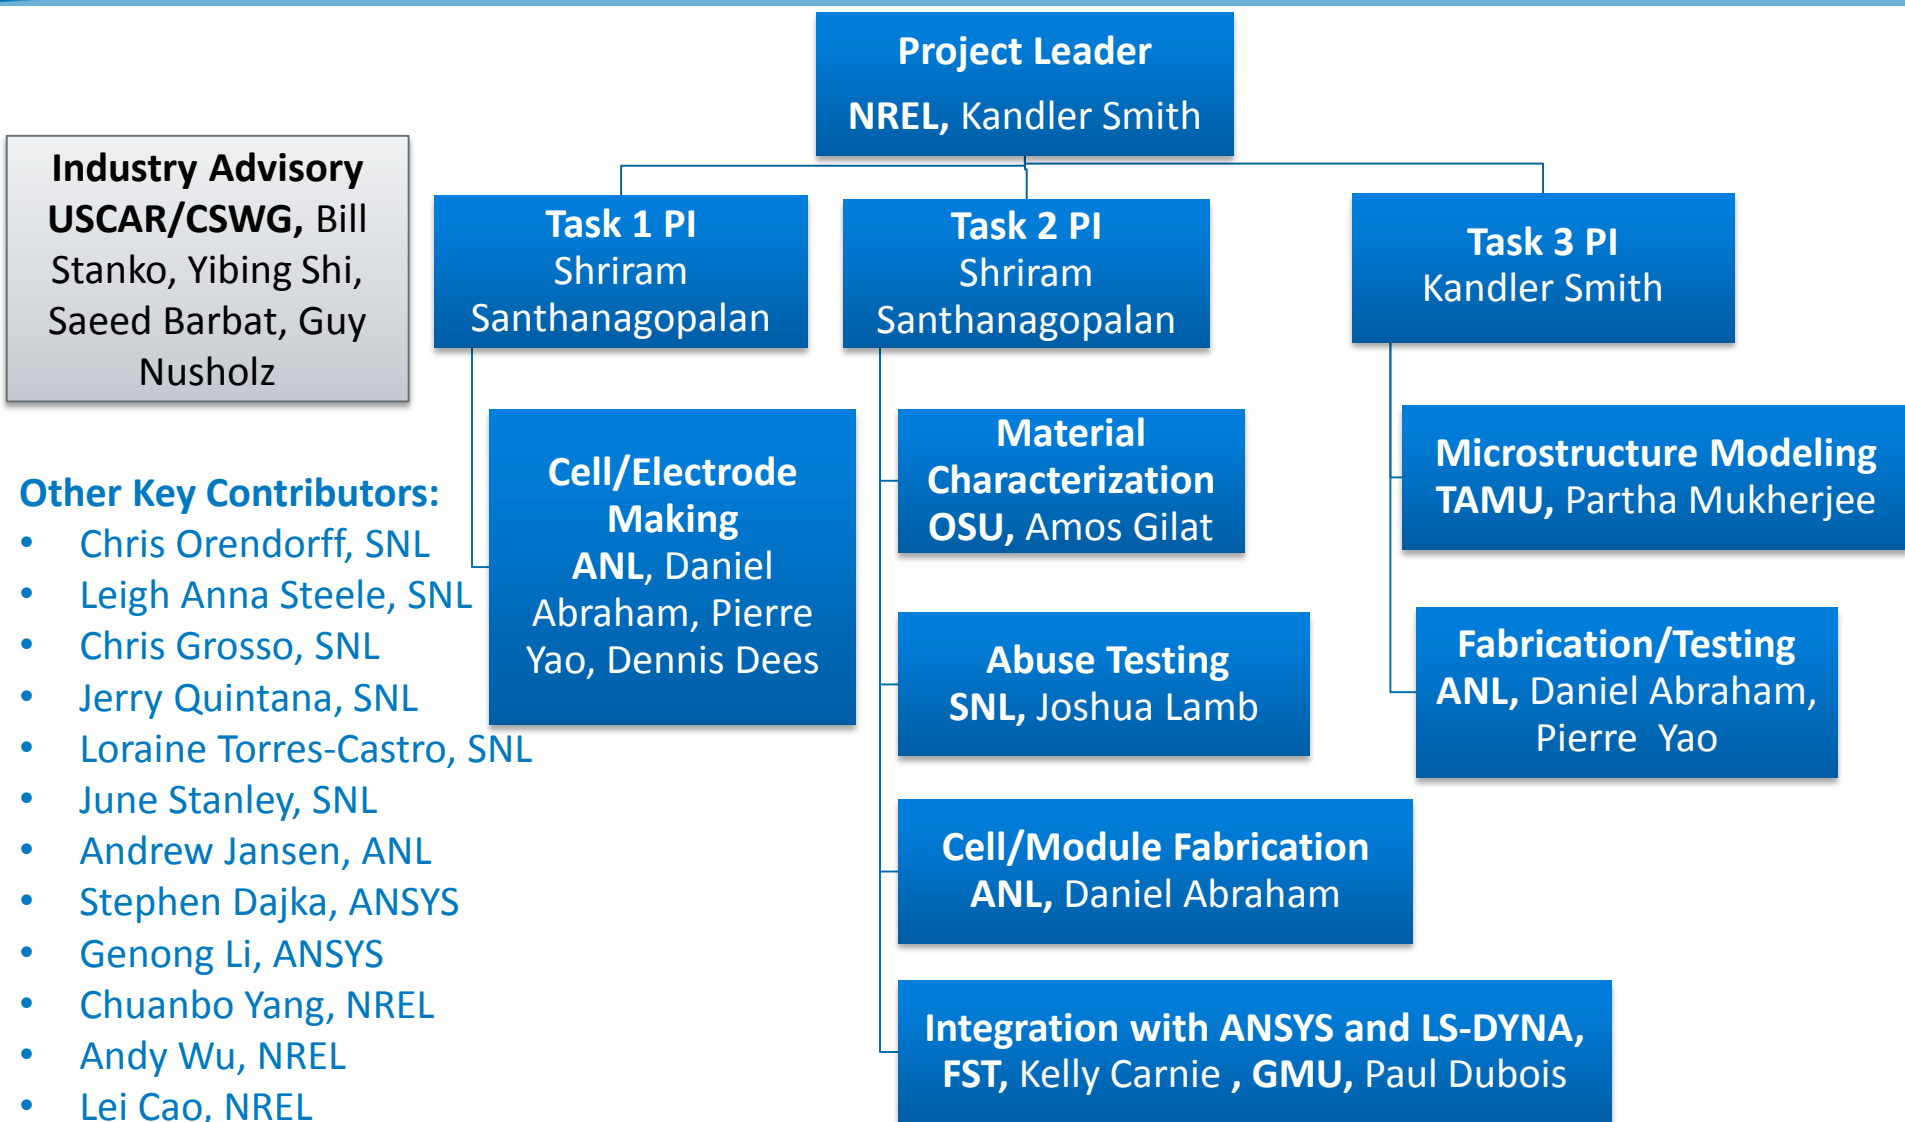 Project Leader
NREL, Kandler Smith
Industry Advisory
USCAR/CSWG, Bill
Stanko, Yibing Shi,
Saeed Barbat, Guy
Nusholz
Task 1 PI
Shriram
Santhanagopalan
Task 2 PI
Shriram
Santhanagopalan
Task 3 PI
Kandler Smith
Cell/Electrode
Making
ANL, Daniel
Abraham, Pierre
Yao, Dennis Dees
Material
Characterization
OSU, Amos Gilat
Abuse Testing
SNL, Joshua Lamb
Cell/Module Fabrication
ANL, Daniel Abraham
Integration with ANSYS and LS-DYNA,
FST, Kelly Carnie , GMU, Paul Dubois
Microstructure Modeling
TAMU, Partha Mukherjee
Fabrication/Testing
ANL, Daniel Abraham,
Pierre Yao
Other Key Contributors:
• Chris Orendorff, SNL
• Leigh Anna Steele, SNL
• Chris Grosso, SNL
• Jerry Quintana, SNL
• Loraine Torres-Castro, SNL
• June Stanley, SNL
• Andrew Jansen, ANL
• Stephen Dajka, ANSYS
• Genong Li, ANSYS
• Chuanbo Yang, NREL
• Andy Wu, NREL
• Lei Cao, NREL